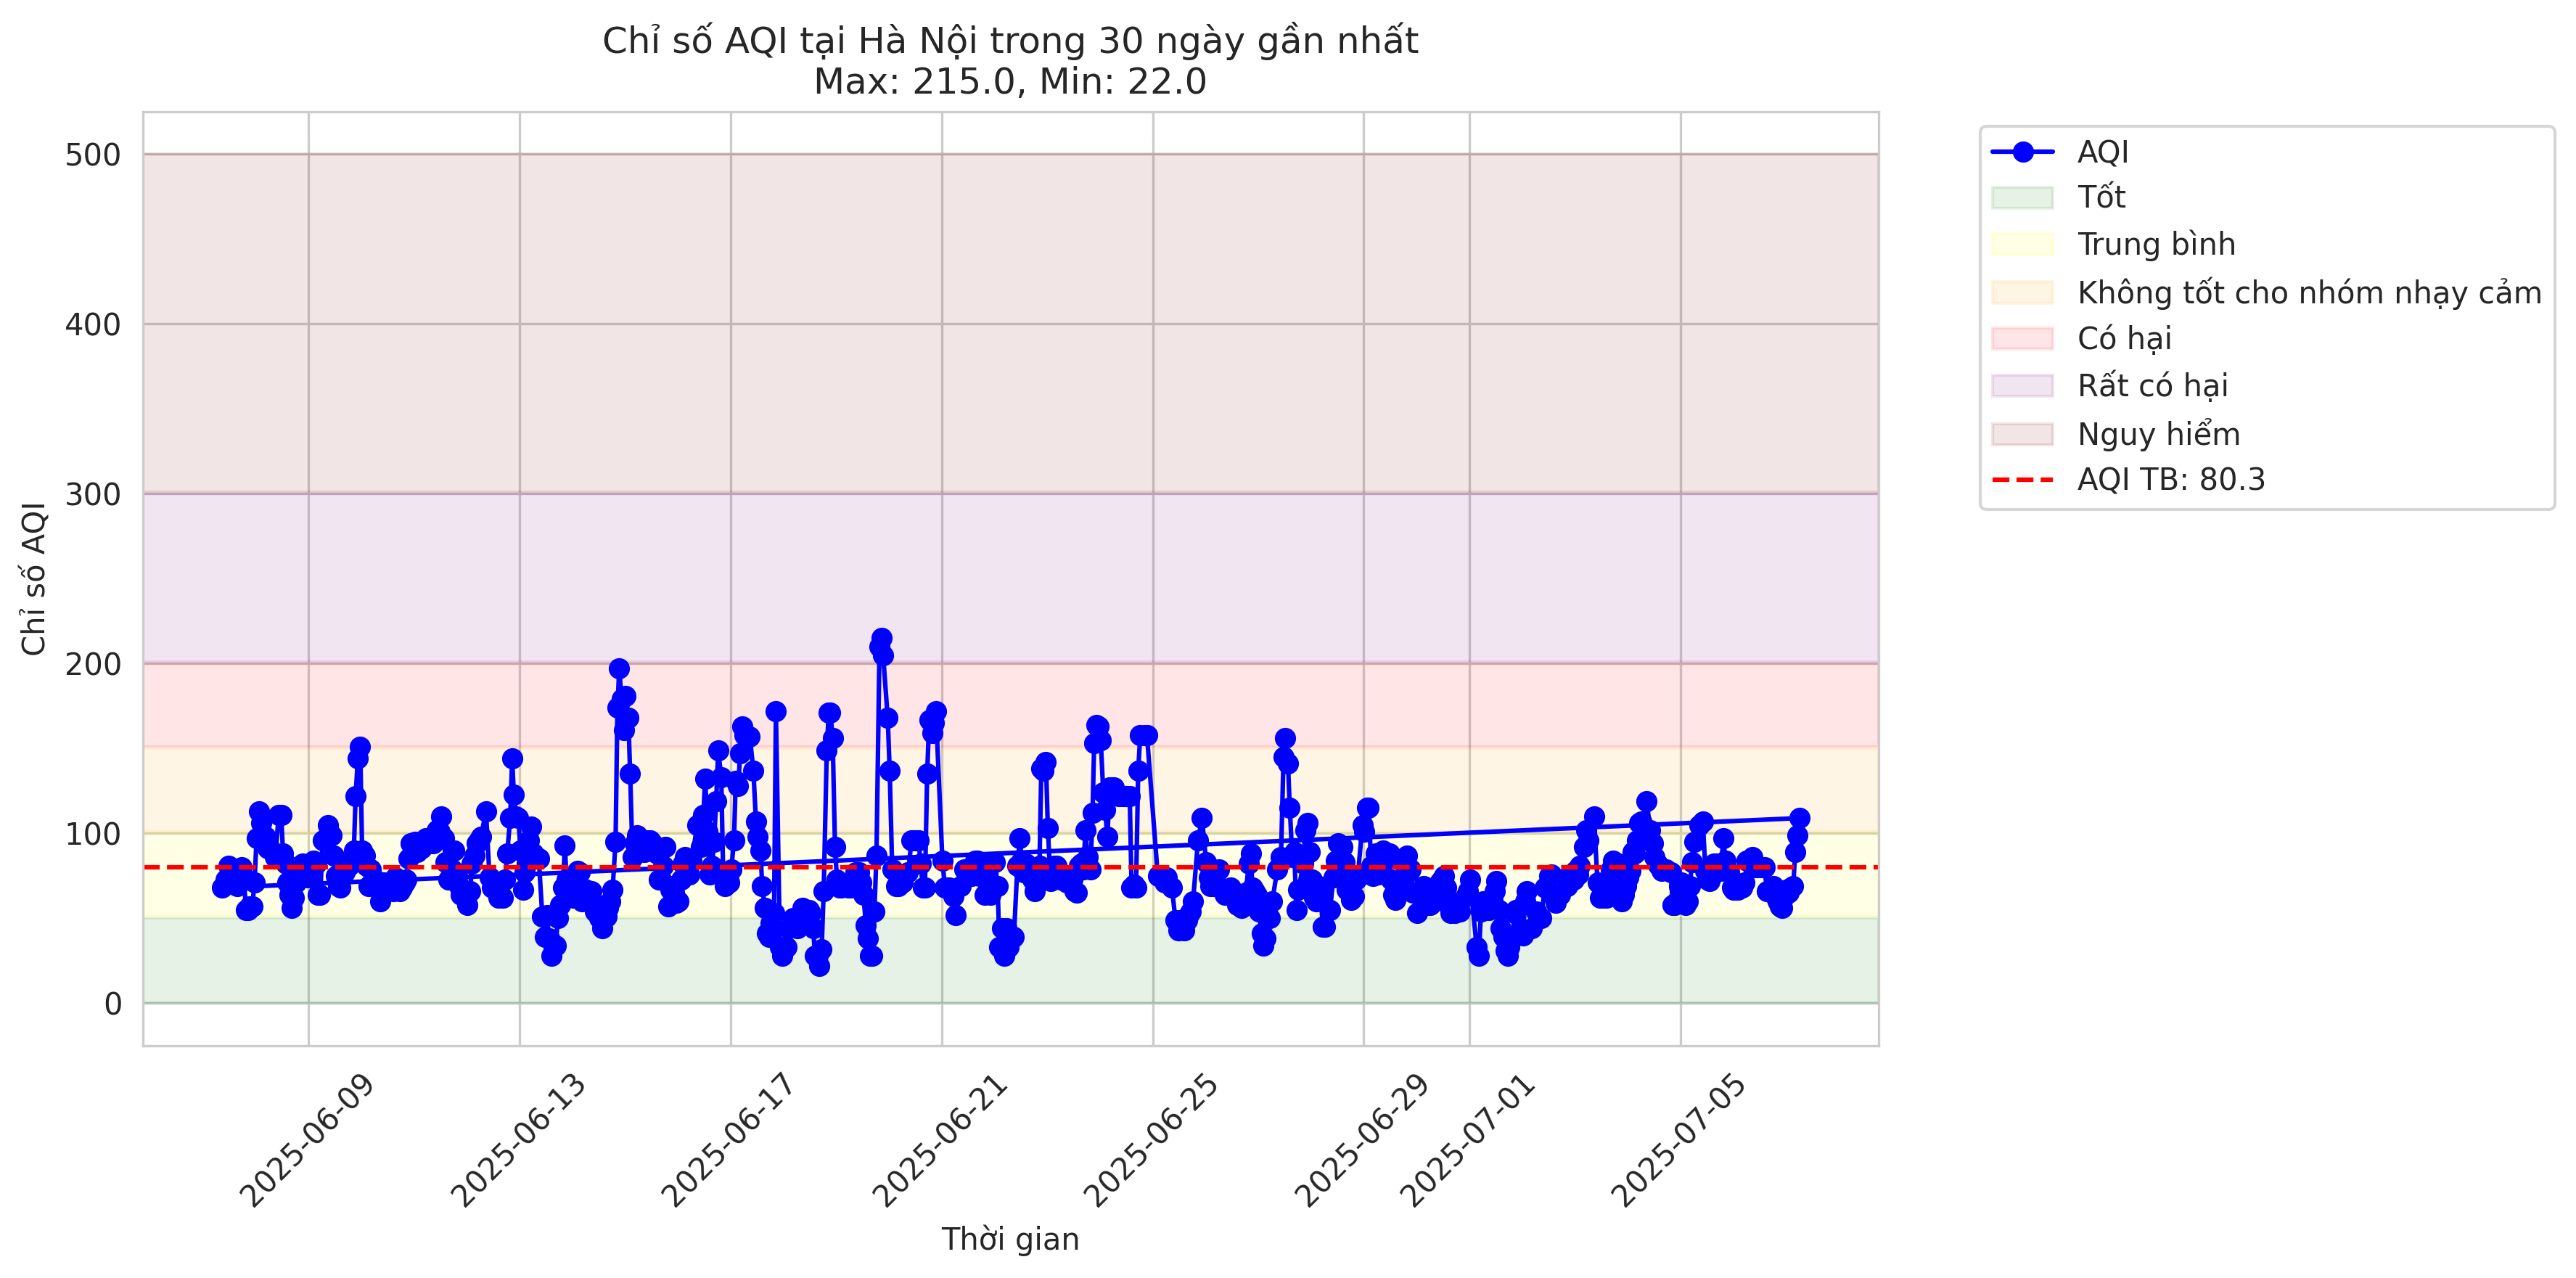 Chỉ số AQI tại Hà Nội trong 30 ngày gần nhất
Max: 215.0, Min: 22.0
Chỉ số AQI
500
400
300
200
100
0
2025-06-09
2025-06-13
2025-06-17
2025-06-21
2025-06-25
2025-06-29
2025-07-01
2025-07-05
Thời gian
AQI
Tốt
Trung bình
Không tốt cho nhóm nhạy cảm
Có hại
Rất có hại
Nguy hiểm
AQI TB: 80.3